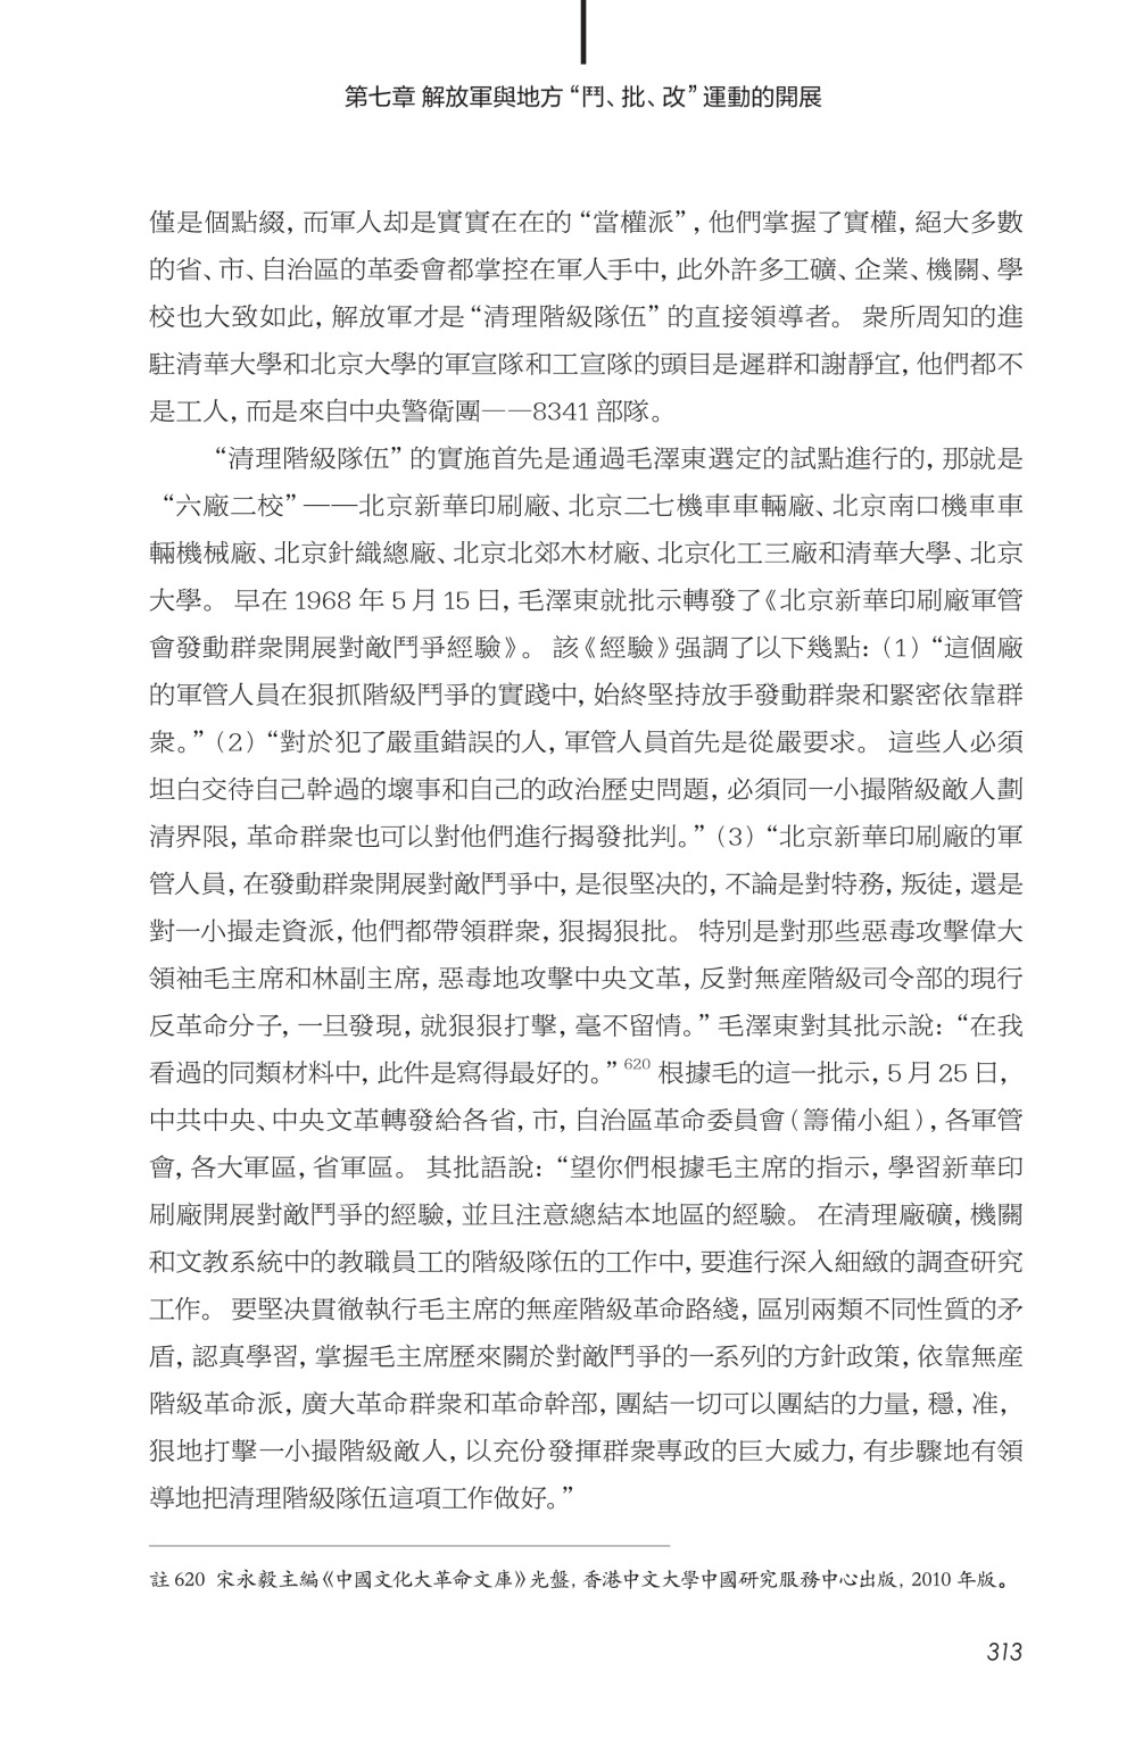 第七章 解放軍與地方“鬥、批、改”運動的開展
僅是個點綴, 而軍人却是實實在在的“當權派”, 他們掌握了實權, 絕大多數
的省、市、自治區的革委會都掌控在軍人手中, 此外許多工礦、企業、機關、學
校也大致如此, 解放軍才是“清理階級隊伍”的直接領導者。 衆所周知的進
駐清華大學和北京大學的軍宣隊和工宣隊的頭目是遲群和謝靜宜, 他們都不
是工人, 而是來自中央警衛團——8341 部隊。
“清理階級隊伍”的實施首先是通過毛澤東選定的試點進行的, 那就是
“六廠二校”——北京新華印刷廠、北京二七機車車輛廠、北京南口機車車
輛機械廠、北京針織總廠、北京北郊木材廠、北京化工三廠和清華大學、北京
大學。 早在 1968 年 5 月 15 日, 毛澤東就批示轉發了《北京新華印刷廠軍管
會發動群衆開展對敵鬥爭經驗》。 該《經驗》强調了以下幾點: (1) “這個廠
的軍管人員在狠抓階級鬥爭的實踐中, 始終堅持放手發動群衆和緊密依靠群
衆。” (2) “對於犯了嚴重錯誤的人, 軍管人員首先是從嚴要求。 這些人必須
坦白交待自己幹過的壞事和自己的政治歷史問題, 必須同一小撮階級敵人劃
清界限, 革命群衆也可以對他們進行揭發批判。” (3) “北京新華印刷廠的軍
管人員, 在發動群衆開展對敵鬥爭中, 是很堅决的, 不論是對特務, 叛徒, 還是
對一小撮走資派, 他們都帶領群衆, 狠揭狠批。 特別是對那些惡毒攻擊偉大
領袖毛主席和林副主席, 惡毒地攻擊中央文革, 反對無産階級司令部的現行
反革命分子, 一旦發現, 就狠狠打擊, 毫不留情。” 毛澤東對其批示說: “在我
看過的同類材料中, 此件是寫得最好的。” 620 根據毛的這一批示, 5 月 25 日,
中共中央、中央文革轉發給各省, 市, 自治區革命委員會 (籌備小組), 各軍管
會, 各大軍區, 省軍區。 其批語說: “望你們根據毛主席的指示, 學習新華印
刷廠開展對敵鬥爭的經驗, 並且注意總結本地區的經驗。 在清理廠礦, 機關
和文教系統中的教職員工的階級隊伍的工作中, 要進行深入細緻的調查研究
工作。 要堅决貫徹執行毛主席的無産階級革命路綫, 區別兩類不同性質的矛
盾, 認真學習, 掌握毛主席歷來關於對敵鬥爭的一系列的方針政策, 依靠無産
階級革命派, 廣大革命群衆和革命幹部, 團結一切可以團結的力量, 穩, 准,
狠地打擊一小撮階級敵人, 以充份發揮群衆專政的巨大威力, 有步驟地有領
導地把清理階級隊伍這項工作做好。”
註 620 宋永毅主編《中國文化大革命文庫》光盤, 香港中文大學中國研究服務中心出版, 2010 年版。
313